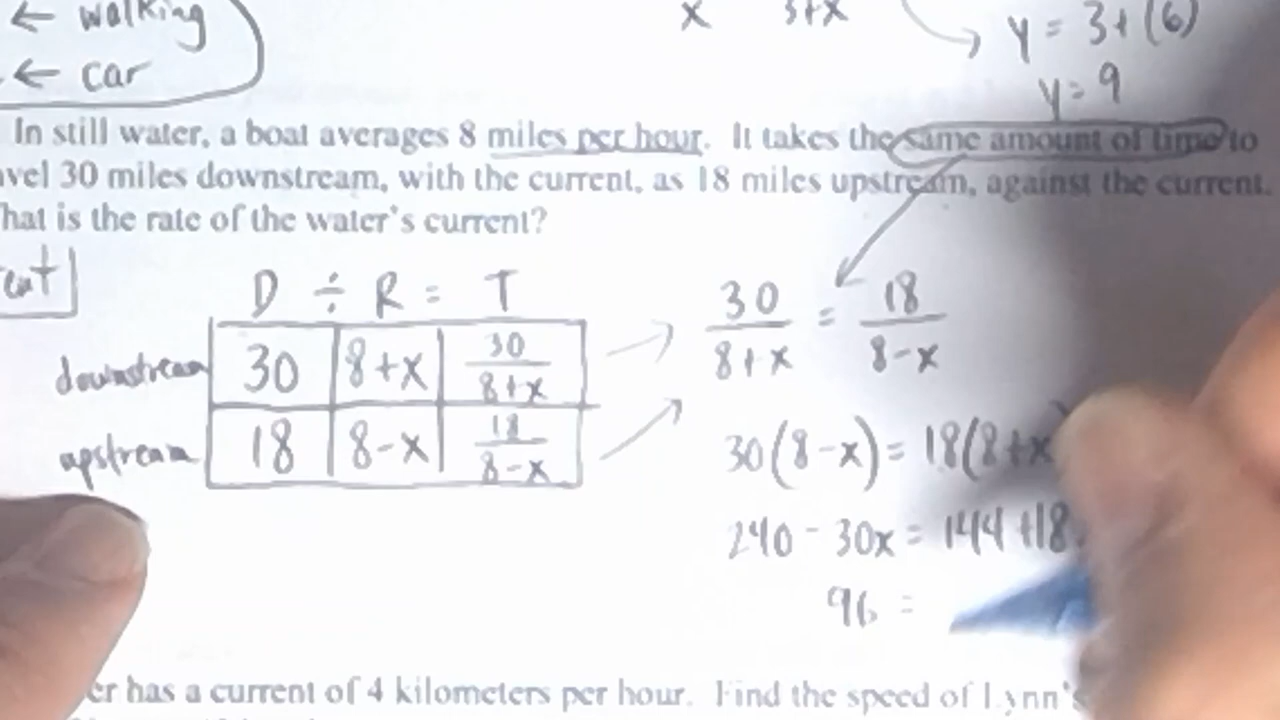 ← walking
← car
x 3+x
y = 3+(6)
y = 9
In still water, a boat averages 8 miles per hour. It takes the same amount of time to
vel 30 miles downstream, with the current, as 18 miles upstream, against the current.
hat is the rate of the water's current?
D ÷ R = T
downstream 30 8+x 30/8+x
upstream 18 8-x 18/8-x
30/8+x = 18/8-x
30(8-x) = 18(8+x
240 - 30x = 144 +18
96 =
er has a current of 4 kilometers per hour. Find the speed of Lynn's